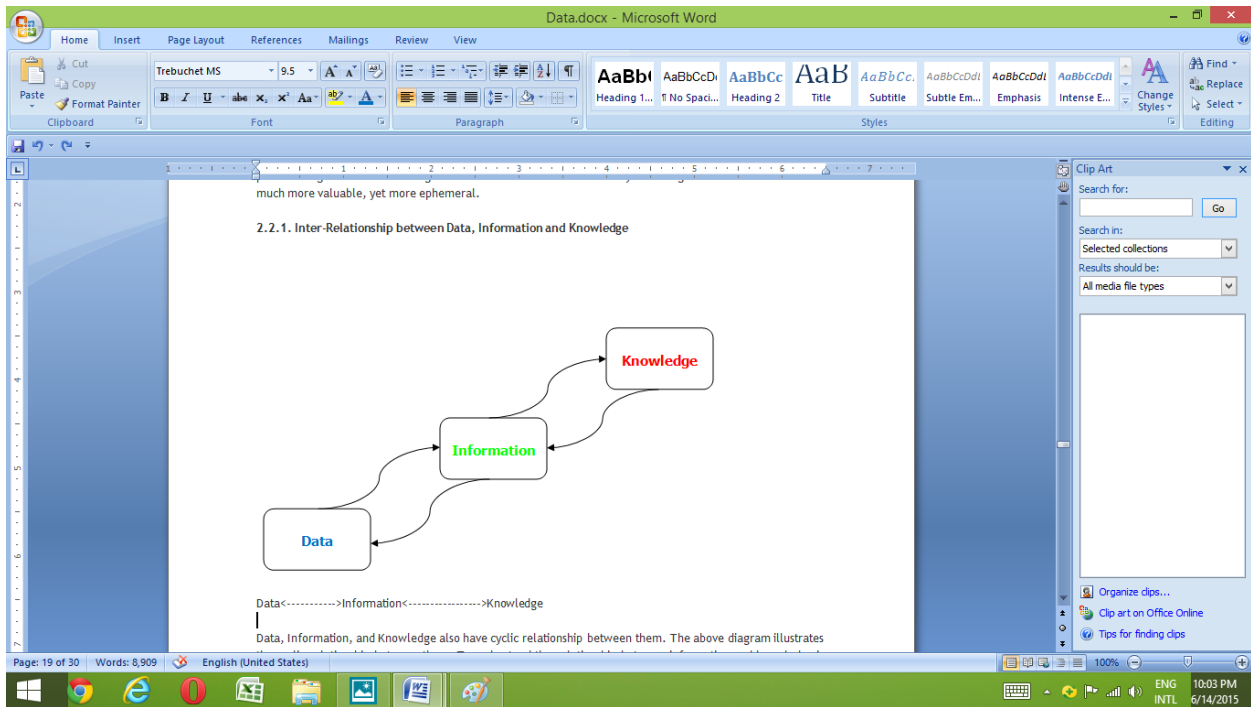 Data.docx - Microsoft Word
Home Insert Page Layout References Mailings Review View
Cut
Copy
Format Painter
Paste
Clipboard
Trebuchet MS 9.5
Font
Paragraph
AaBb( AaBbCcD AaBbCc AaB AaBbCc. AaBbCcDdI AaBbCcDdI AaBbCcDdI
Heading 1... ¶ No Spaci... Heading 2 Title Subtitle Subtle Em... Emphasis Intense E...
Change Styles
Styles
Find
Replace
Select
Editing
much more valuable, yet more ephemeral.
2.2.1. Inter-Relationship between Data, Information and Knowledge
Knowledge
Information
Data
Data<----------->Information<----------------->Knowledge
Data, Information, and Knowledge also have cyclic relationship between them. The above diagram illustrates
Clip Art
Search for:
Go
Search in:
Selected collections
Results should be:
All media file types
Organize clips...
Clip art on Office Online
Tips for finding clips
Page: 19 of 30 Words: 8,909 English (United States) 100%
ENG 10:03 PM
INTL 6/14/2015